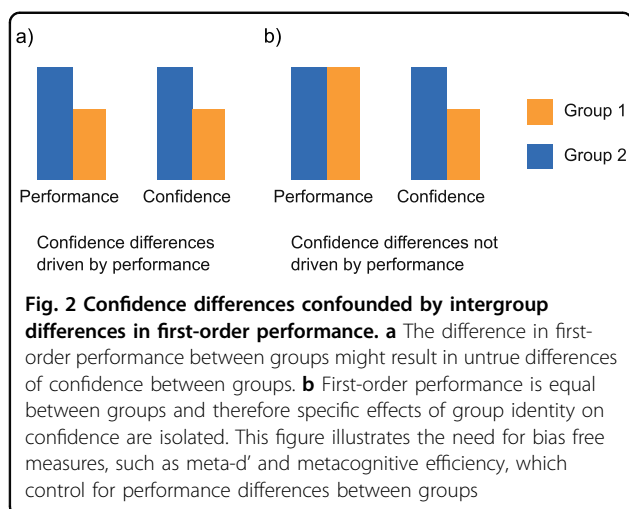 a)
b)
Group 1
Group 2
Performance Confidence
Performance Confidence
Confidence differences
driven by performance
Confidence differences not
driven by performance
Fig. 2 Confidence differences confounded by intergroup
differences in first-order performance. a The difference in first-
order performance between groups might result in untrue differences
of confidence between groups. b First-order performance is equal
between groups and therefore specific effects of group identity on
confidence are isolated. This figure illustrates the need for bias free
measures, such as meta-d’ and metacognitive efficiency, which
control for performance differences between groups